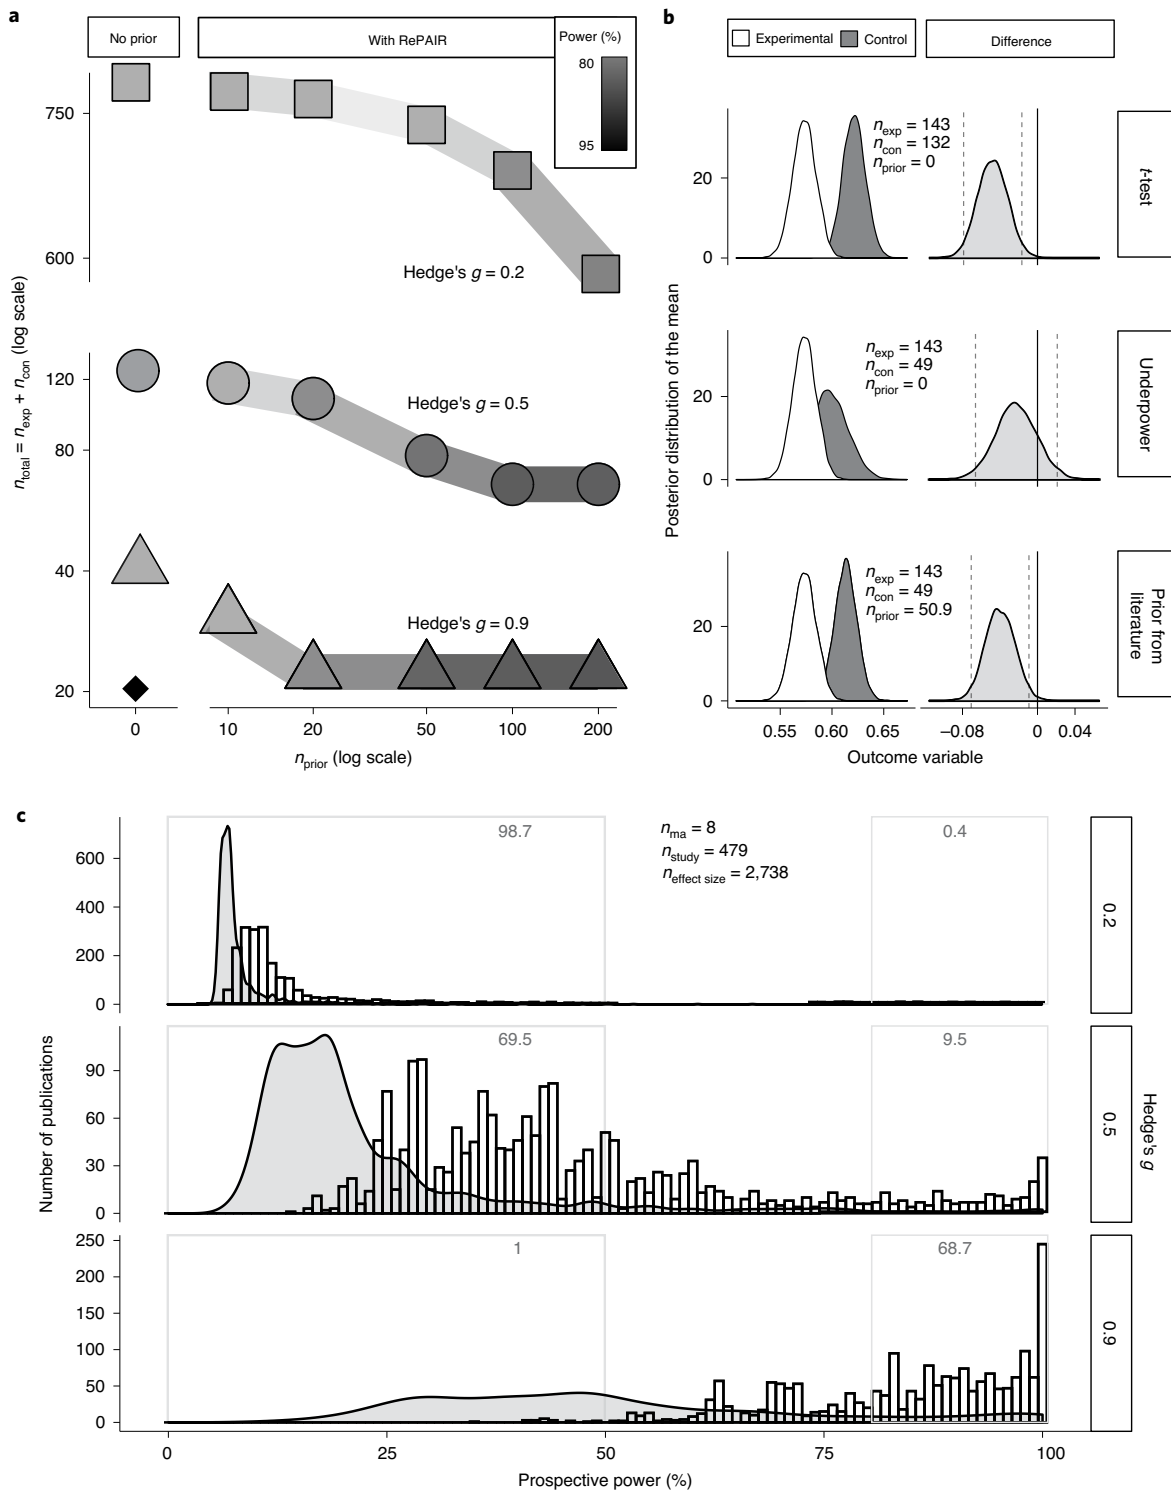 a
No prior
With RePAIR
Power (%)
80
95
750
600
Hedge's g = 0.2
120
80
Hedge's g = 0.5
40
20
Hedge's g = 0.9
0
10
20
50
100
200
n_prior (log scale)
n_total = n_exp + n_con (log scale)
b
Experimental
Control
Difference
n_exp = 143
n_con = 132
n_prior = 0
20
0
t-test
n_exp = 143
n_con = 49
n_prior = 0
20
0
Underpower
n_exp = 143
n_con = 49
n_prior = 50.9
20
0
Prior from
literature
Posterior distribution of the mean
0.55
0.60
0.65
–0.08
0
0.04
Outcome variable
c
98.7
n_ma = 8
n_study = 479
n_effect size = 2,738
0.4
600
400
200
0
0.2
69.5
9.5
90
60
30
0
0.5
Hedge's g
Number of publications
1
68.7
250
200
150
100
50
0
0.9
0
25
50
75
100
Prospective power (%)